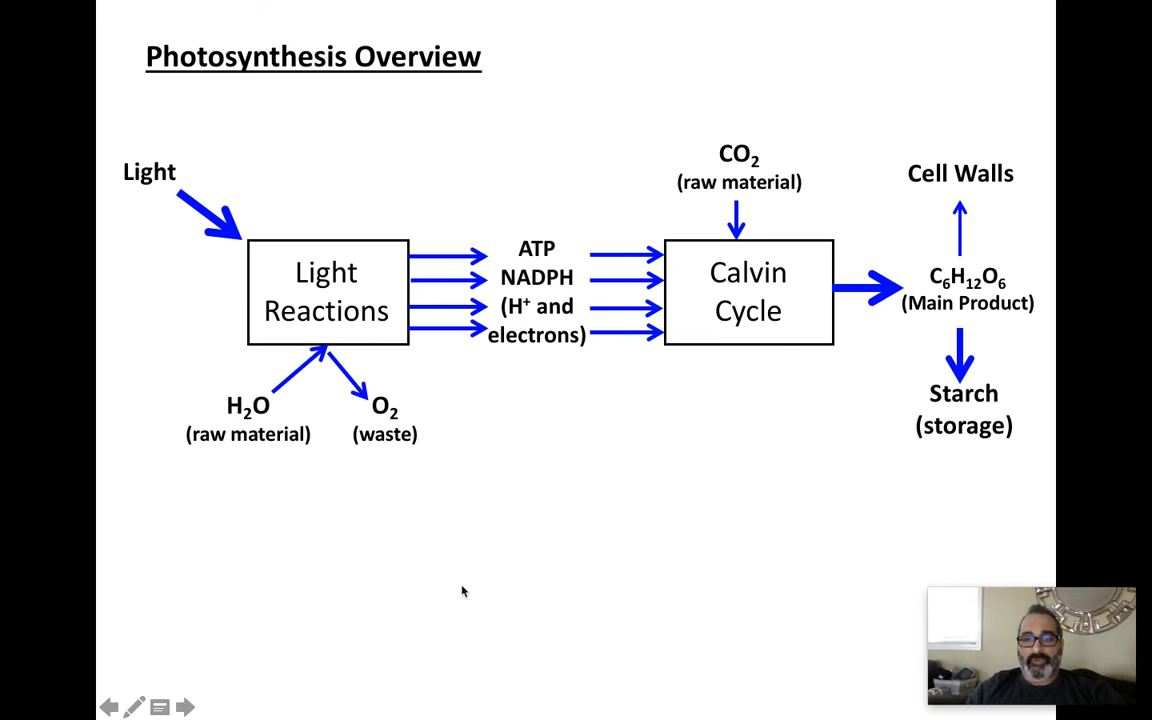 Photosynthesis Overview
Light
CO₂
(raw material)
Cell Walls
Light
Reactions
ATP
NADPH
(H⁺ and
electrons)
Calvin
Cycle
C₆H₁₂O₆
(Main Product)
H₂O
(raw material)
O₂
(waste)
Starch
(storage)